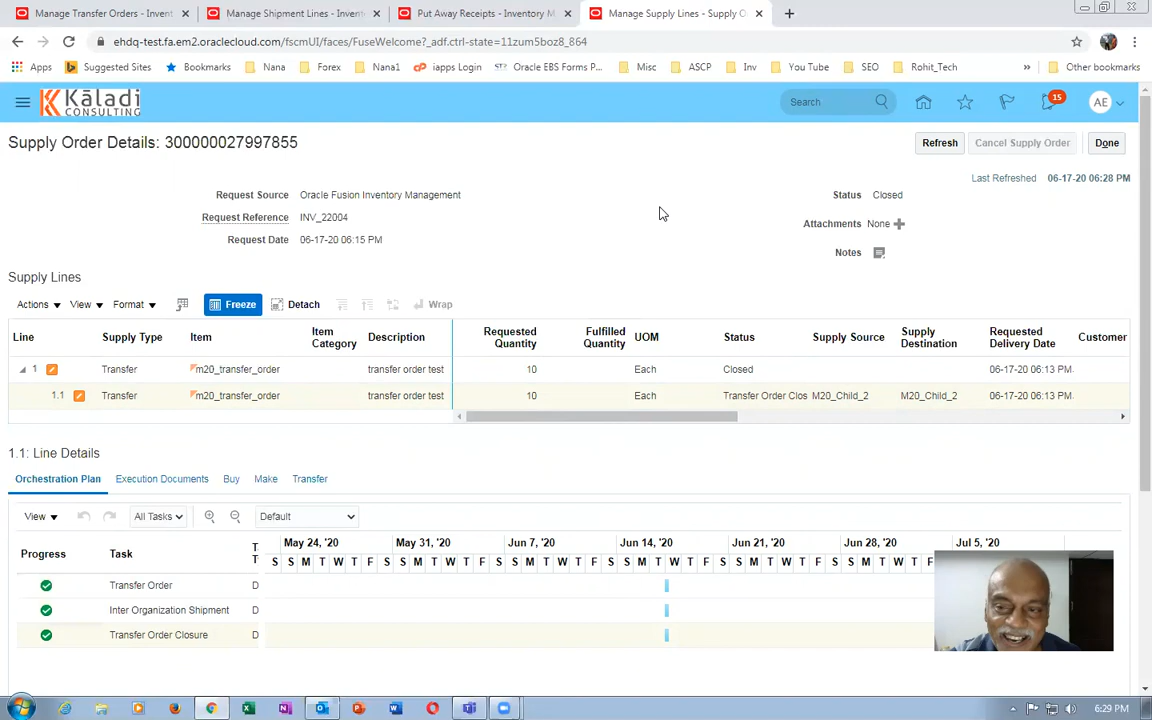 Manage Transfer Orders - Invent
Manage Shipment Lines - Invent
Put Away Receipts - Inventory M
Manage Supply Lines - Supply O
ehdq-test.fa.em2.oraclecloud.com/fscmUI/faces/FuseWelcome?_adf.ctrl-state=11zum5boz8_864
Apps Suggested Sites Bookmarks Nana Forex Nana1 iapps Login Oracle EBS Forms P... Misc ASCP Inv You Tube SEO Rohit_Tech » Other bookmarks
Kāladi CONSULTING
Search
15
AE
Supply Order Details: 300000027997855
Refresh Cancel Supply Order Done
Last Refreshed 06-17-20 06:28 PM
Request Source Oracle Fusion Inventory Management
Status Closed
Request Reference INV_22004
Attachments None
Request Date 06-17-20 06:15 PM
Notes
Supply Lines
Actions View Format Freeze Detach Wrap
Line Supply Type Item Item Category Description Requested Quantity Fulfilled Quantity UOM Status Supply Source Supply Destination Requested Delivery Date Customer
1 Transfer m20_transfer_order transfer order test 10 Each Closed 06-17-20 06:13 PM
1.1 Transfer m20_transfer_order transfer order test 10 Each Transfer Order Clos M20_Child_2 M20_Child_2 06-17-20 06:13 PM
1.1: Line Details
Orchestration Plan Execution Documents Buy Make Transfer
View All Tasks Default
Progress Task T T
May 24, '20 May 31, '20 Jun 7, '20 Jun 14, '20 Jun 21, '20 Jun 28, '20 Jul 5, '20
S S M T W T F S S M T W T F S S M T W T F S S M T W T F S S M T W T F S S M T W T F
Transfer Order D
Inter Organization Shipment D
Transfer Order Closure D
6:29 PM